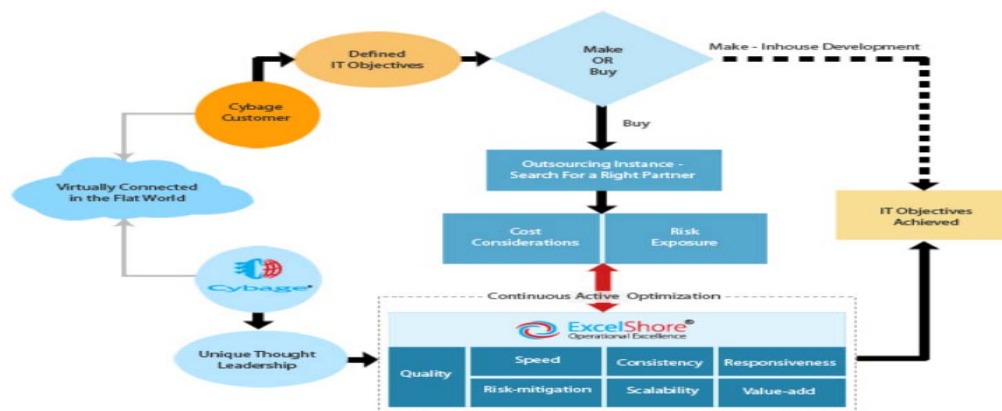 Defined
IT Objectives
Make
OR
Buy
Make - Inhouse Development
Cybage
Customer
Buy
Virtually Connected
in the Flat World
Outsourcing Instance -
Search For a Right Partner
IT Objectives
Achieved
Cost
Considerations
Risk
Exposure
Cybage®
Continuous Active Optimization
ExcelShore®
Operational Excellence
Unique Thought
Leadership
Quality
Speed
Consistency
Responsiveness
Risk-mitigation
Scalability
Value-add